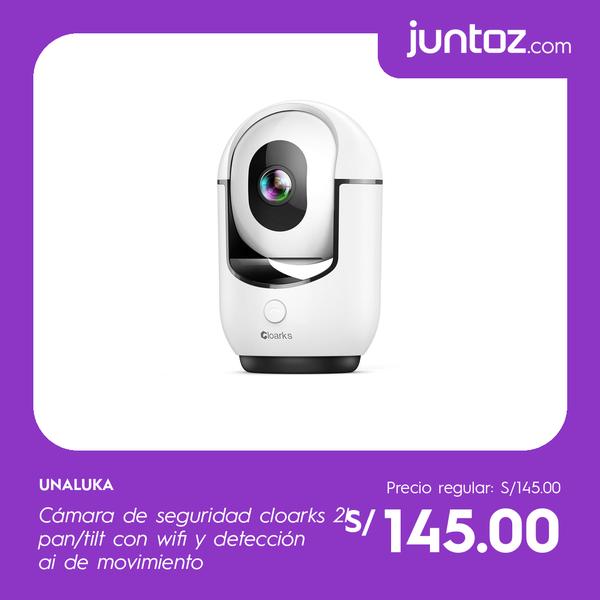 juntoz.com
Cloarks
UNALUKA
Cámara de seguridad cloarks
pan/tilt con wifi y detección
ai de movimiento
Precio regular: S/145.00
S/145.00